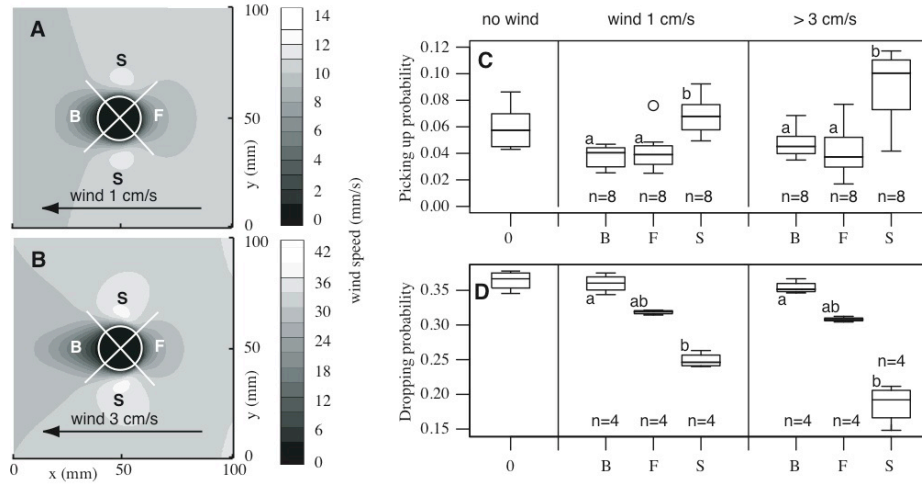 A
S
B F
S
wind 1 cm/s
100
50
0
y (mm)
14
12
10
8
6
4
2
0
B
S
B F
S
wind 3 cm/s
100
50
0
y (mm)
0 50 100
x (mm)
42
36
30
24
18
12
6
0
wind speed (mm/s)
no wind wind 1 cm/s > 3 cm/s
C
Picking up probability
0.12
0.10
0.08
0.06
0.04
0.02
0.00
a a b a a b
n=8 n=8 n=8 n=8 n=8 n=8
0 B F S B F S
D
Dropping probability
0.35
0.30
0.25
0.20
0.15
a ab b a ab b
n=4
n=4 n=4 n=4 n=4 n=4
0 B F S B F S